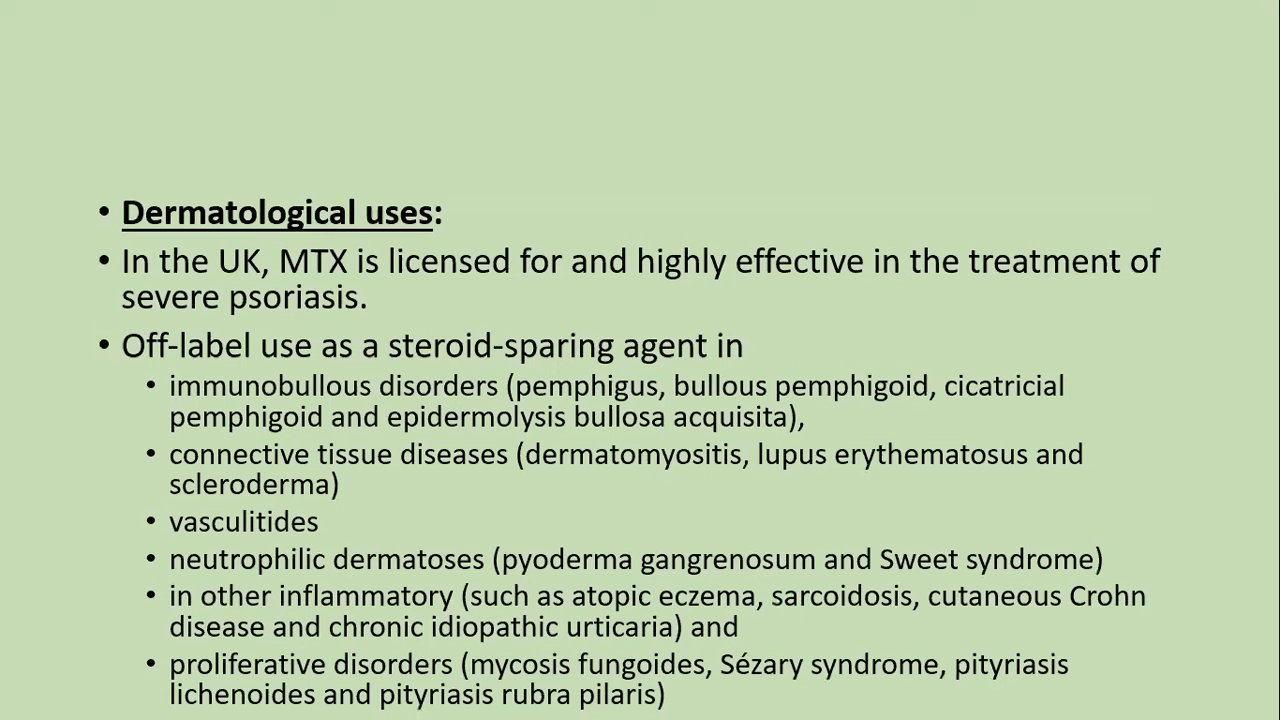 • Dermatological uses:
• In the UK, MTX is licensed for and highly effective in the treatment of
severe psoriasis.
• Off-label use as a steroid-sparing agent in
• immunobullous disorders (pemphigus, bullous pemphigoid, cicatricial
pemphigoid and epidermolysis bullosa acquisita),
• connective tissue diseases (dermatomyositis, lupus erythematosus and
scleroderma)
• vasculitides
• neutrophilic dermatoses (pyoderma gangrenosum and Sweet syndrome)
• in other inflammatory (such as atopic eczema, sarcoidosis, cutaneous Crohn
disease and chronic idiopathic urticaria) and
• proliferative disorders (mycosis fungoides, Sézary syndrome, pityriasis
lichenoides and pityriasis rubra pilaris)